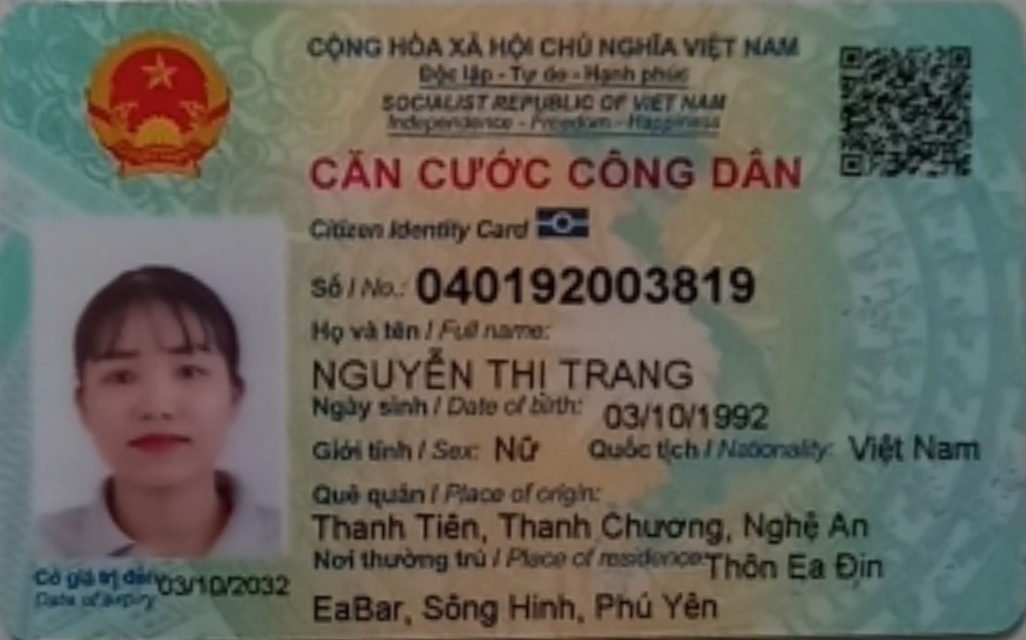 CỘNG HÒA XÃ HỘI CHỦ NGHĨA VIỆT NAM
Độc lập - Tự do - Hạnh phúc
SOCIALIST REPUBLIC OF VIET NAM
Independence - Freedom - Happiness
CĂN CƯỚC CÔNG DÂN
Citizen Identity Card
Số / No.: 040192003819
Họ và tên / Full name:
NGUYỄN THỊ TRANG
Ngày sinh / Date of birth: 03/10/1992
Giới tính / Sex: Nữ Quốc tịch / Nationality: Việt Nam
Quê quán / Place of origin:
Thanh Tiên, Thanh Chương, Nghệ An
Nơi thường trú / Place of residence: Thôn Ea Đin
EaBar, Sông Hinh, Phú Yên
Có giá trị đến: 03/10/2032
Date of expiry